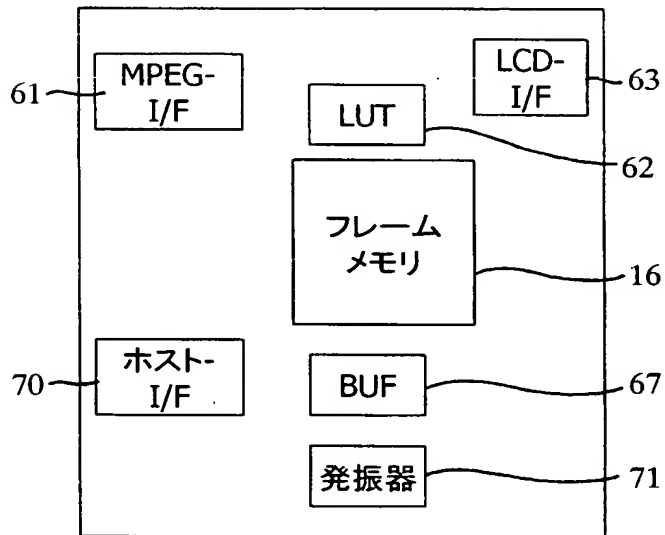 61
MPEG-
I/F
LUT
LCD-
I/F
63
62
フレーム
メモリ
16
70
ホスト-
I/F
BUF
67
発振器
71